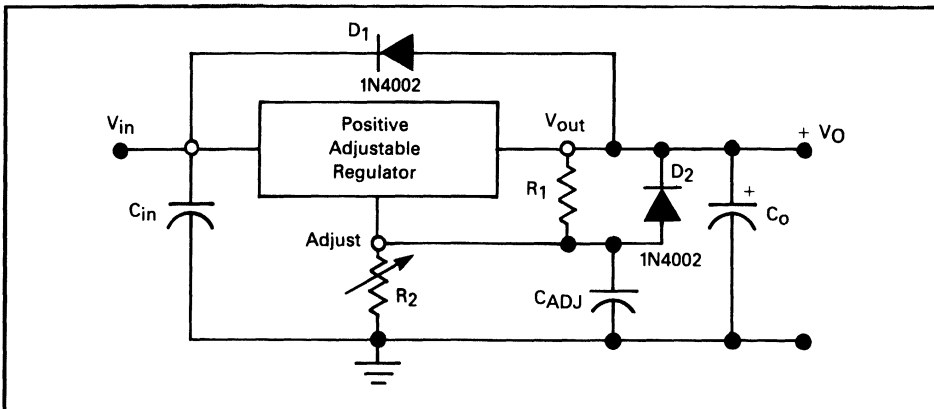 D1
1N4002
Vin
Positive
Adjustable
Regulator
Vout
+ VO
D2
R1
Cin
+
Co
Adjust
1N4002
R2
CADJ